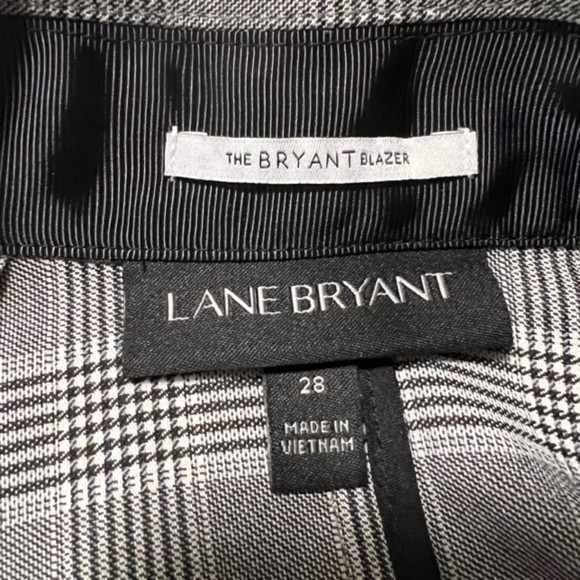 THE BRYANT BLAZER
LANE BRYANT
28
MADE IN
VIETNAM